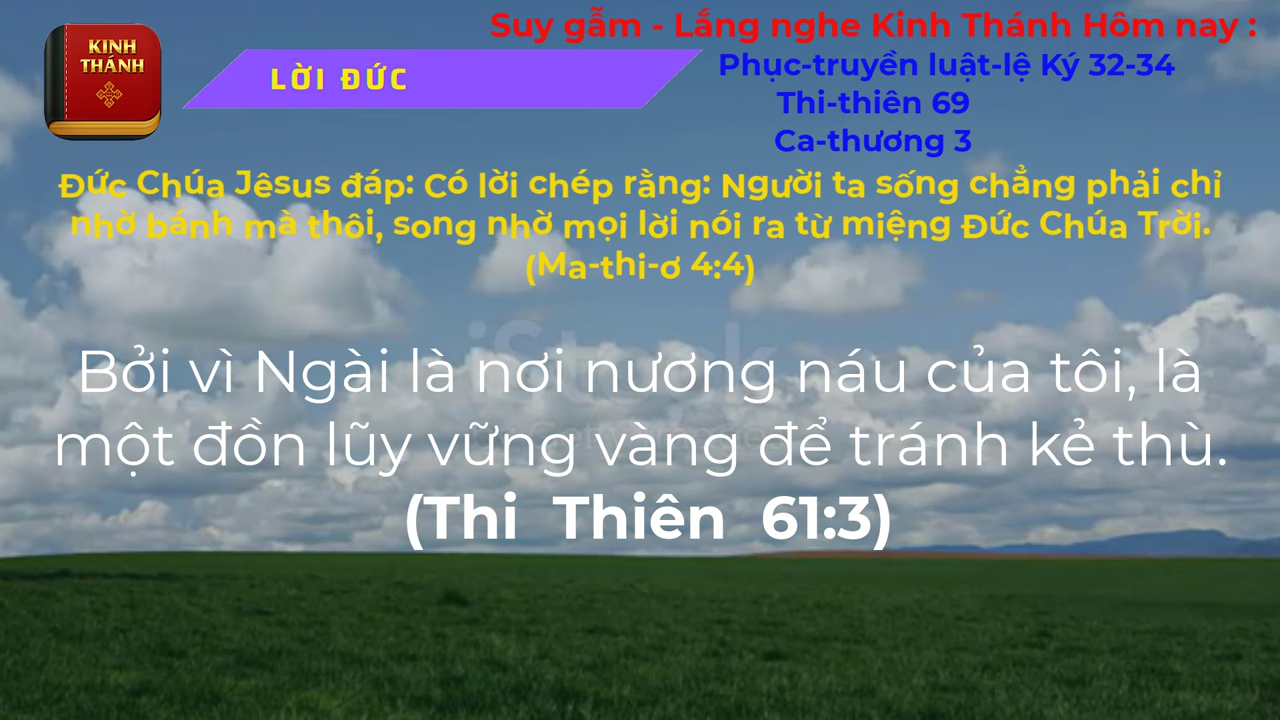 KINH
THÁNH
LỜI ĐỨC
Suy gẫm - Lắng nghe Kinh Thánh Hôm nay :
Phục-truyền luật-lệ Ký 32-34
Thi-thiên 69
Ca-thương 3
Đức Chúa Jêsus đáp: Có lời chép rằng: Người ta sống chẳng phải chỉ
nhờ bánh mà thôi, song nhờ mọi lời nói ra từ miệng Đức Chúa Trời.
(Ma-thi-ơ 4:4)
iStock
Bởi vì Ngài là nơi nương náu của tôi, là
một đồn lũy vững vàng để tránh kẻ thù.
(Thi Thiên 61:3)